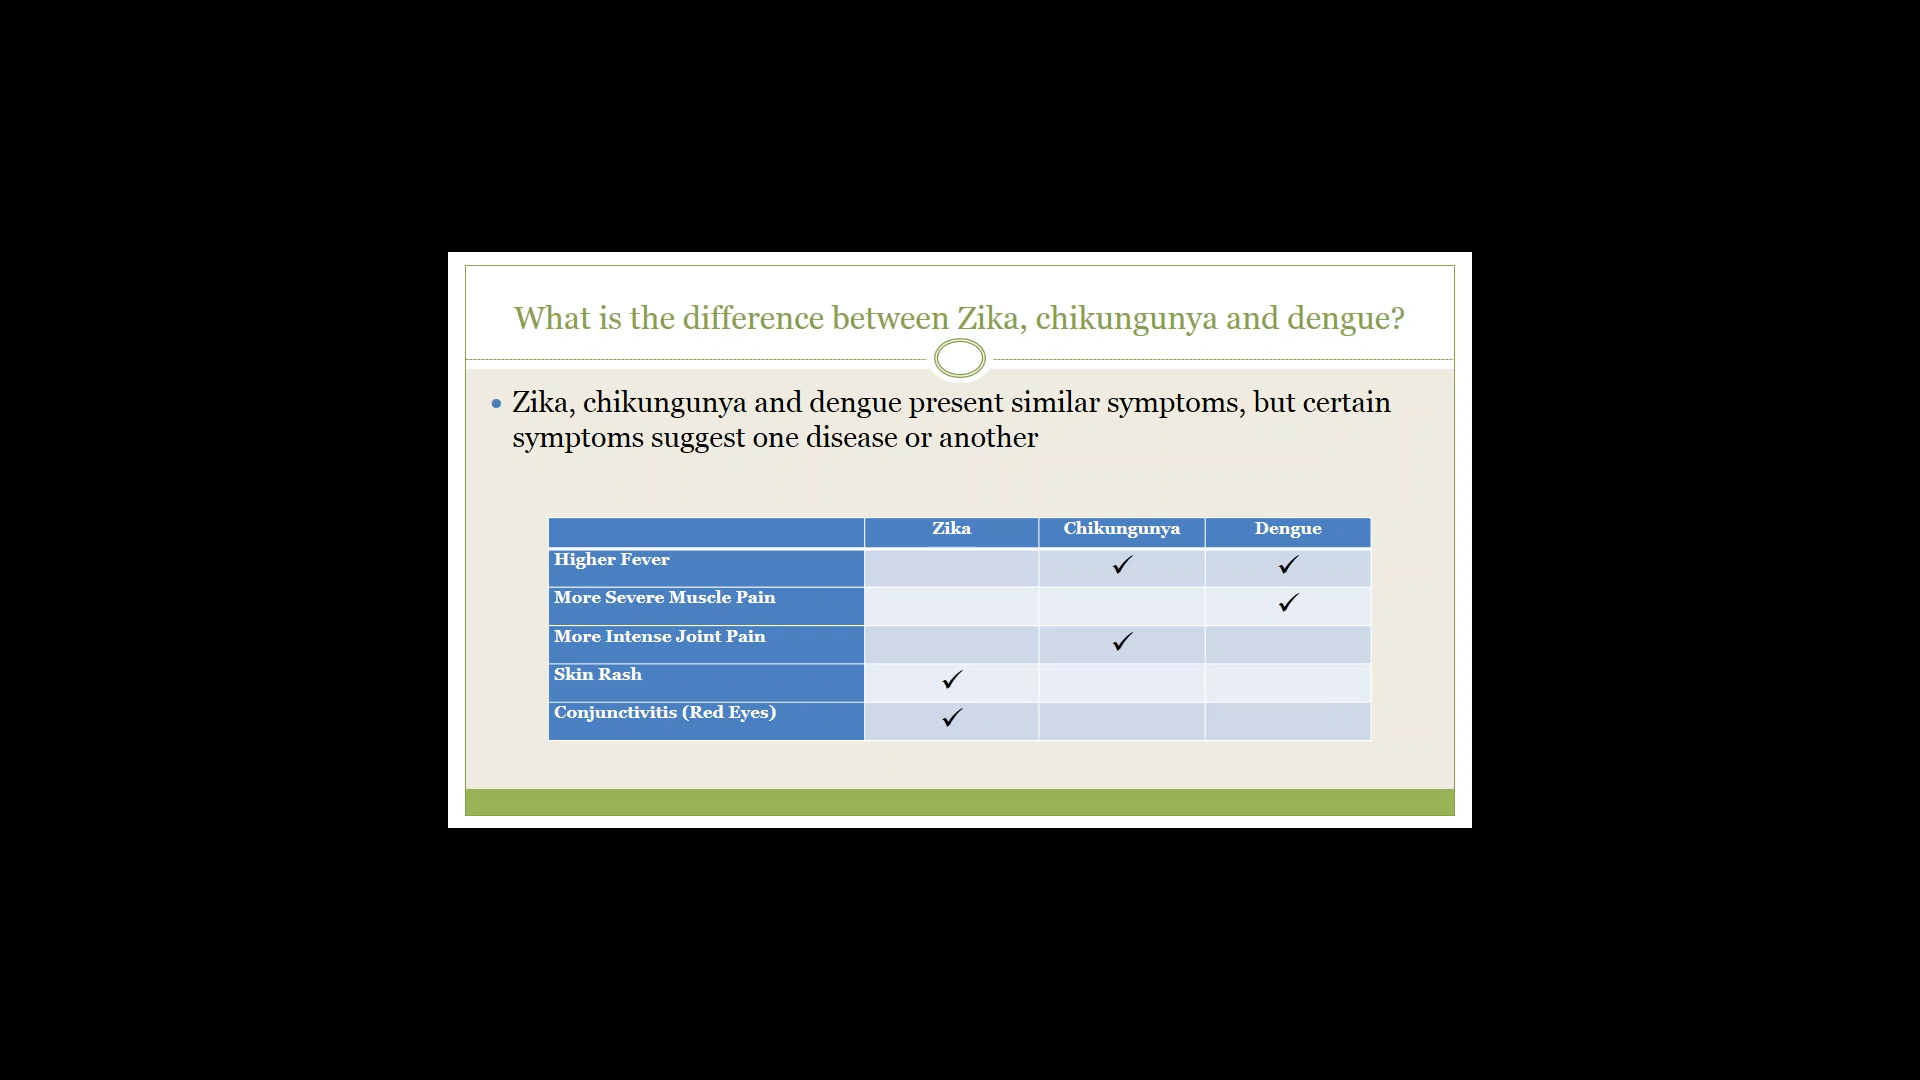 What is the difference between Zika, chikungunya and dengue?
• Zika, chikungunya and dengue present similar symptoms, but certain
symptoms suggest one disease or another
Zika Chikungunya Dengue
Higher Fever ✓ ✓
More Severe Muscle Pain ✓
More Intense Joint Pain ✓
Skin Rash ✓
Conjunctivitis (Red Eyes) ✓